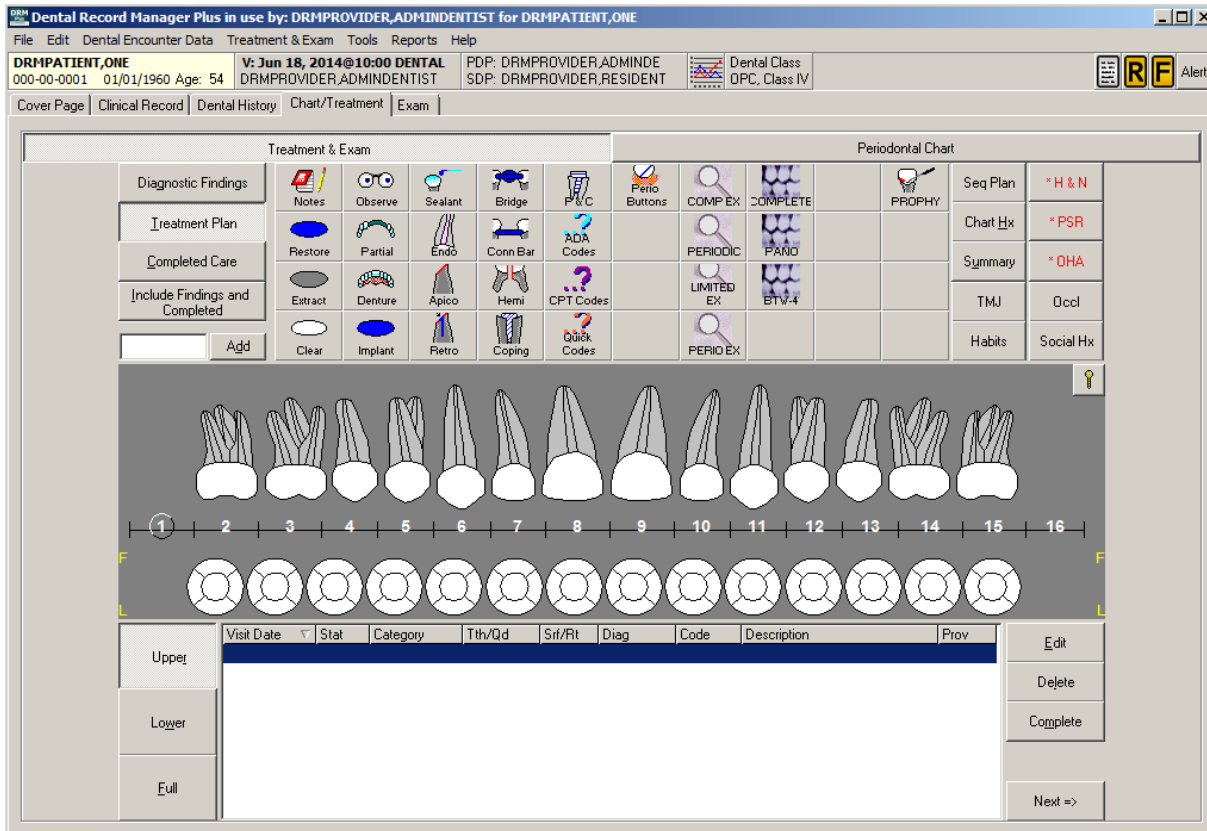 DRM Plus Dental Record Manager Plus in use by: DRMPROVIDER,ADMINDENTIST for DRMPATIENT,ONE
File Edit Dental Encounter Data Treatment & Exam Tools Reports Help
DRMPATIENT,ONE V: Jun 18, 2014@10:00 DENTAL PDP: DRMPROVIDER,ADMINDE Dental Class
000-00-0001 01/01/1960 Age: 54 DRMPROVIDER,ADMINDENTIST SDP: DRMPROVIDER,RESIDENT OPC, Class IV R F Alert
Cover Page Clinical Record Dental History Chart/Treatment Exam
Treatment & Exam Periodontal Chart
Diagnostic Findings Notes Observe Sealant Bridge P & C Perio Buttons COMP EX COMPLETE PROPHY Seq Plan * H & N
Treatment Plan Restore Partial Endo Conn Bar ADA Codes PERIODIC PANO Chart Hx * PSR
Completed Care Extract Denture Apico Hemi CPT Codes LIMITED EX BTW-4 Summary * OHA
Include Findings and Completed TMJ Occl
Add Clear Implant Retro Coping Quick Codes PERIO EX Habits Social Hx
1 2 3 4 5 6 7 8 9 10 11 12 13 14 15 16
F F
L L
Visit Date Stat Category Tth/Qd Srf/Rt Diag Code Description Prov
Upper Edit
Delete
Lower Complete
Full Next =>